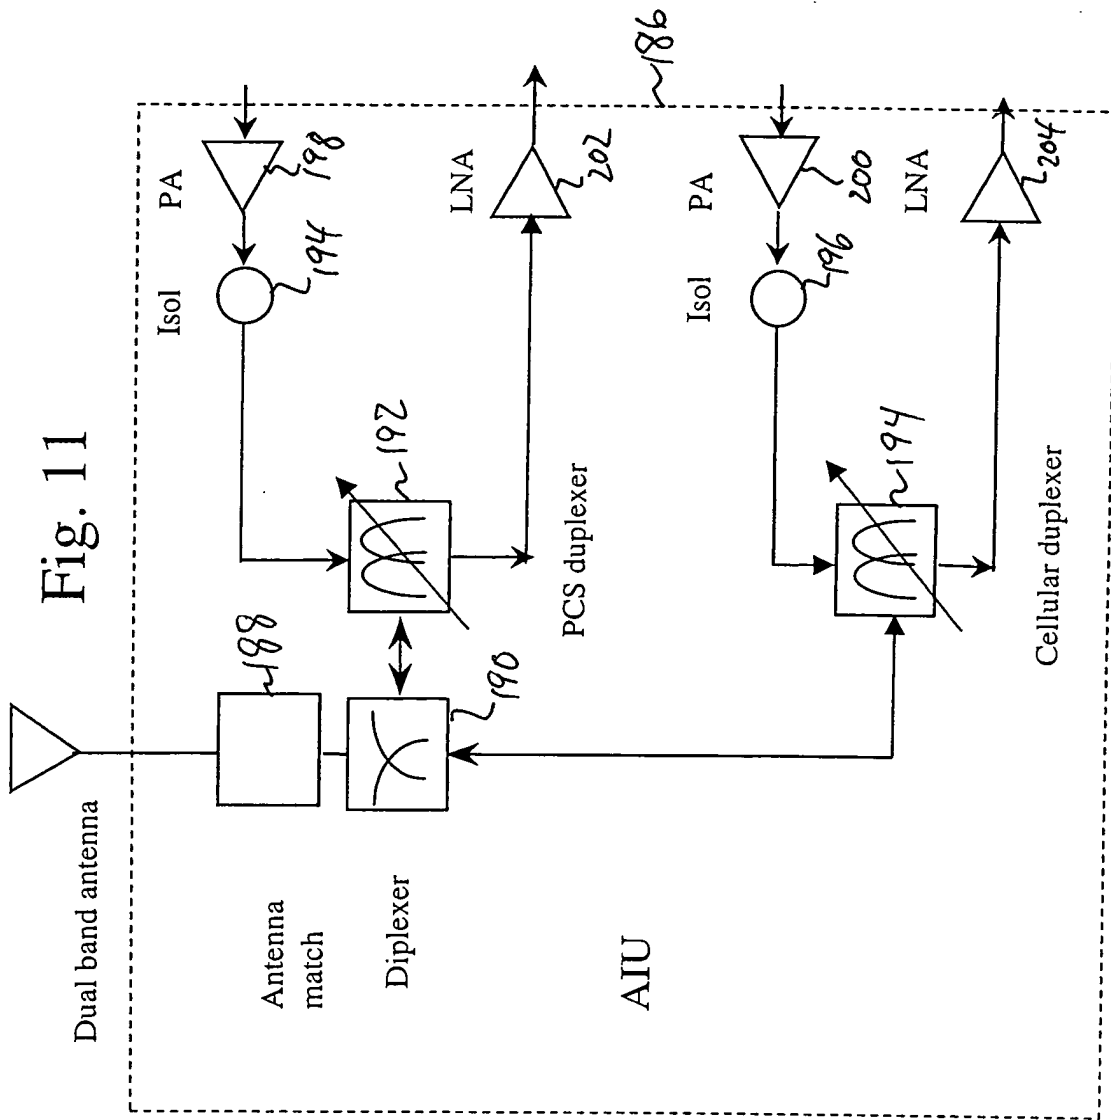 Fig. 11
Dual band antenna
Antenna
match
188
Diplexer
190
AIU
192
PCS duplexer
Isol
194
PA
198
LNA
202
186
194
Cellular duplexer
Isol
196
PA
200
LNA
204